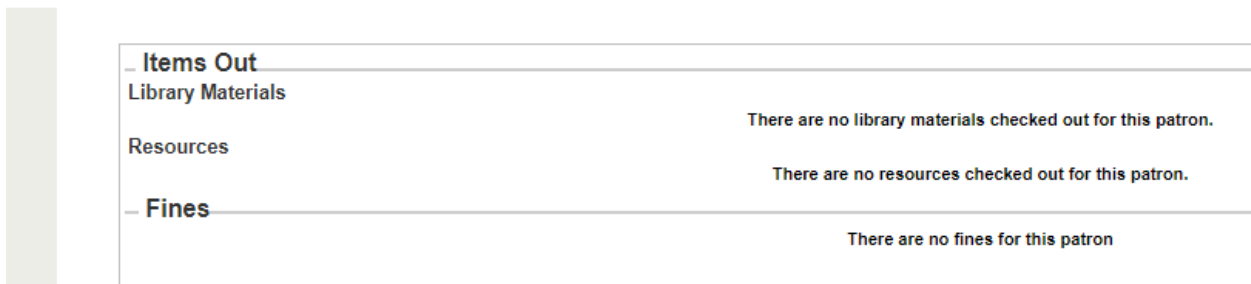 Items Out
Library Materials
There are no library materials checked out for this patron.
Resources
There are no resources checked out for this patron.
Fines
There are no fines for this patron